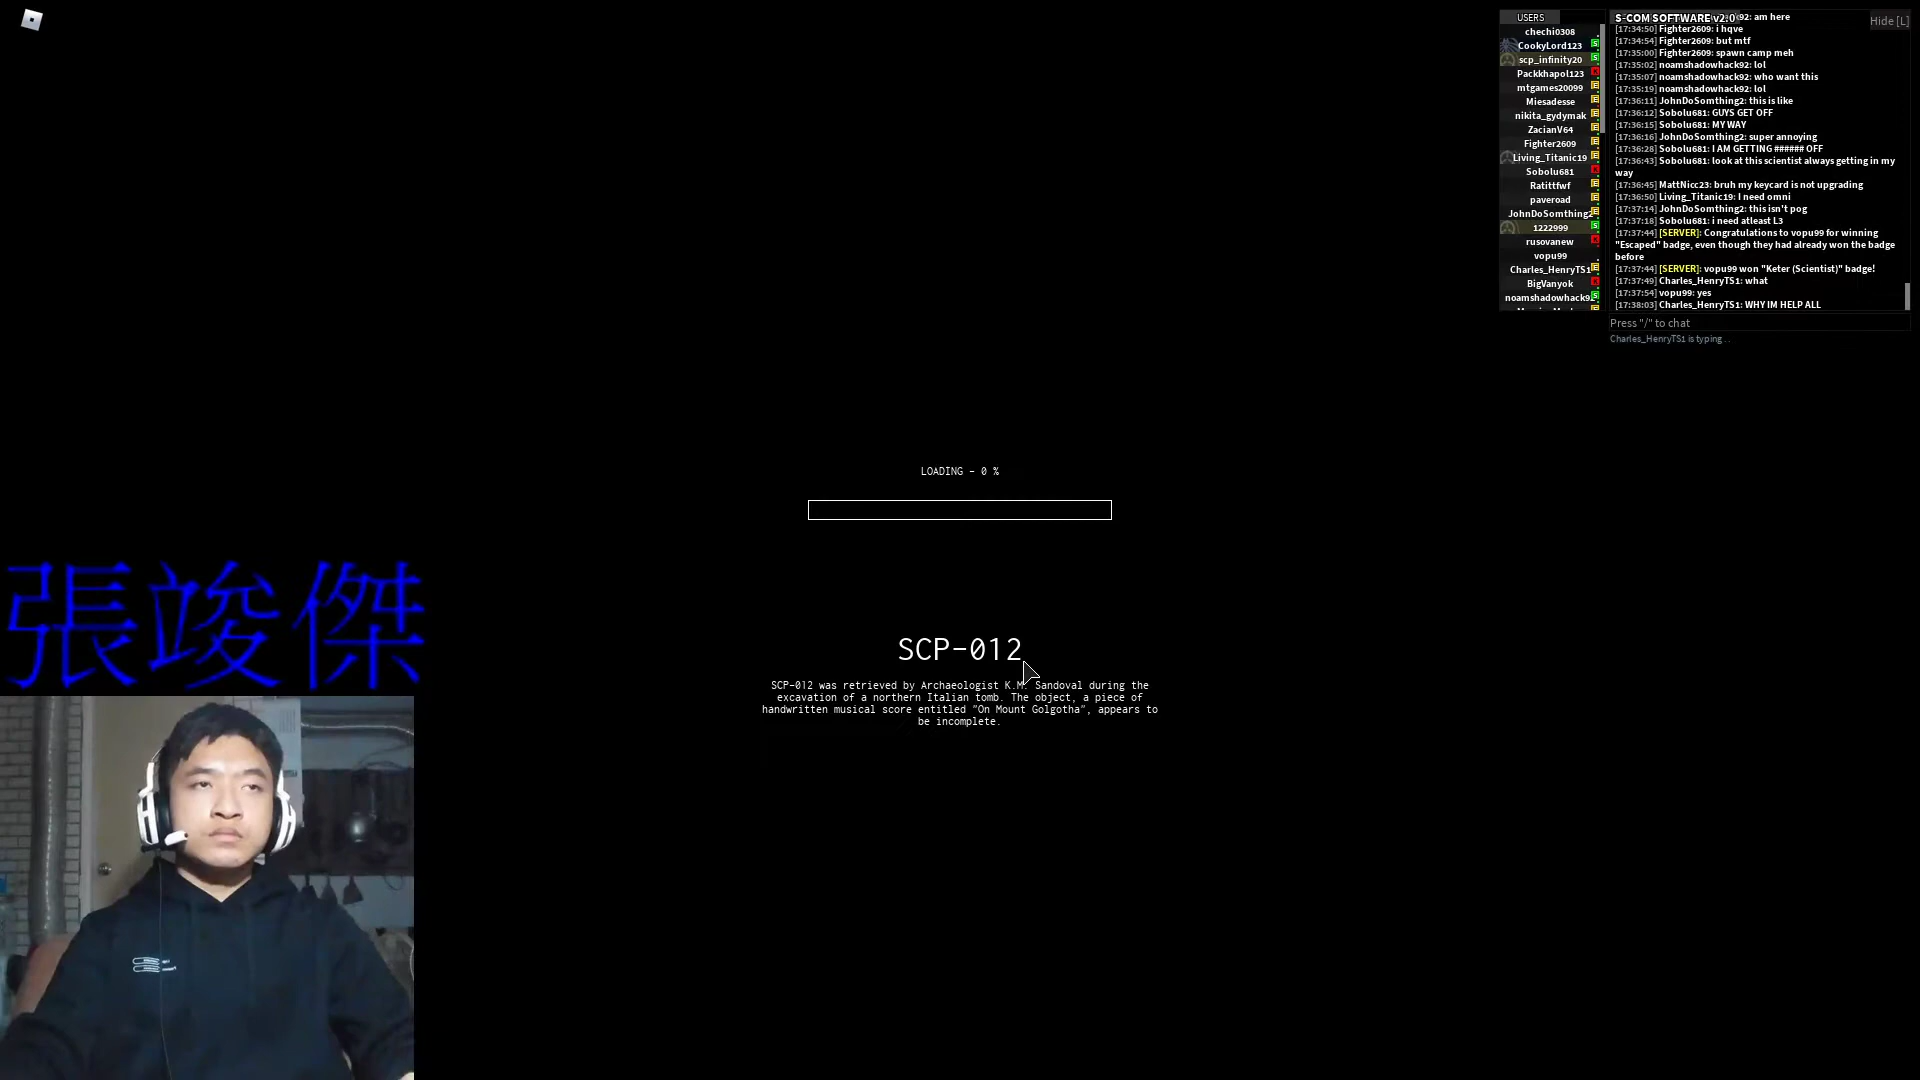 USERS
chechi0308
CookyLord123
scp_infinity20
Packkhapol123
mtgames20099
Miesadesse
nikita_gydymak
ZacianV64
Fighter2609
Living_Titanic19
Sobolu681
Ratittfwf
paveroad
JohnDoSomthing2
1222999
rusovanew
vopu99
Charles_HenryTS1
BigVanyok
noamshadowhack92
S-COM SOFTWARE v2.0
k92: am here
Hide [L]
[17:34:50] Fighter2609: i hqve
[17:34:54] Fighter2609: but mtf
[17:35:00] Fighter2609: spawn camp meh
[17:35:02] noamshadowhack92: lol
[17:35:07] noamshadowhack92: who want this
[17:35:19] noamshadowhack92: lol
[17:36:11] JohnDoSomthing2: this is like
[17:36:12] Sobolu681: GUYS GET OFF
[17:36:15] Sobolu681: MY WAY
[17:36:16] JohnDoSomthing2: super annoying
[17:36:28] Sobolu681: I AM GETTING ###### OFF
[17:36:43] Sobolu681: look at this scientist always getting in my
way
[17:36:45] MattNicc23: bruh my keycard is not upgrading
[17:36:50] Living_Titanic19: I need omni
[17:37:14] JohnDoSomthing2: this isn't pog
[17:37:18] Sobolu681: i need atleast L3
[17:37:44] [SERVER]: Congratulations to vopu99 for winning
"Escaped" badge, even though they had already won the badge
before
[17:37:44] [SERVER]: vopu99 won "Keter (Scientist)" badge!
[17:37:49] Charles_HenryTS1: what
[17:37:54] vopu99: yes
[17:38:03] Charles_HenryTS1: WHY IM HELP ALL
Press "/" to chat
Charles_HenryTS1 is typing . .
LOADING - 0 %
張竣傑
SCP-012
SCP-012 was retrieved by Archaeologist K.M. Sandoval during the
excavation of a northern Italian tomb. The object, a piece of
handwritten musical score entitled "On Mount Golgotha", appears to
be incomplete.